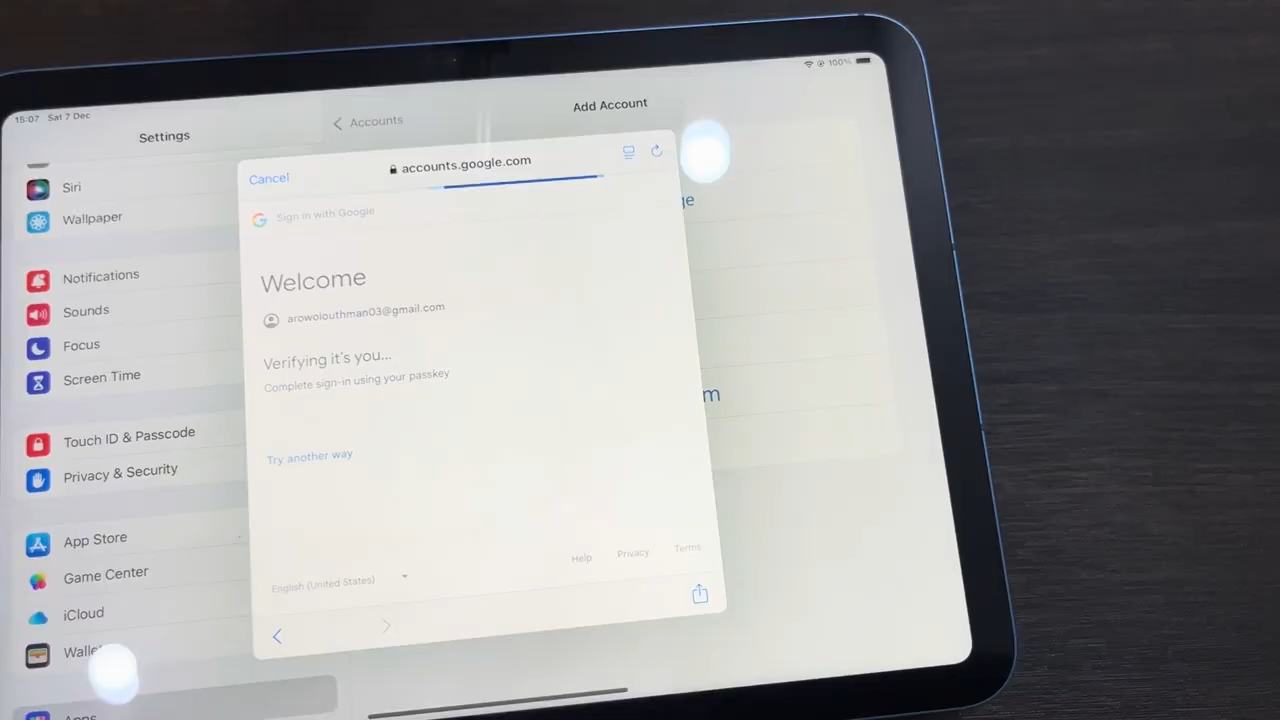 15:07 Sat 7 Dec
100%
Settings
Accounts
Add Account
Siri
Wallpaper
Notifications
Sounds
Focus
Screen Time
Touch ID & Passcode
Privacy & Security
App Store
Game Center
iCloud
Cancel
accounts.google.com
Sign in with Google
Welcome
arowolouthman03@gmail.com
Verifying it's you...
Complete sign-in using your passkey
Try another way
English (United States)
Help
Privacy
Terms